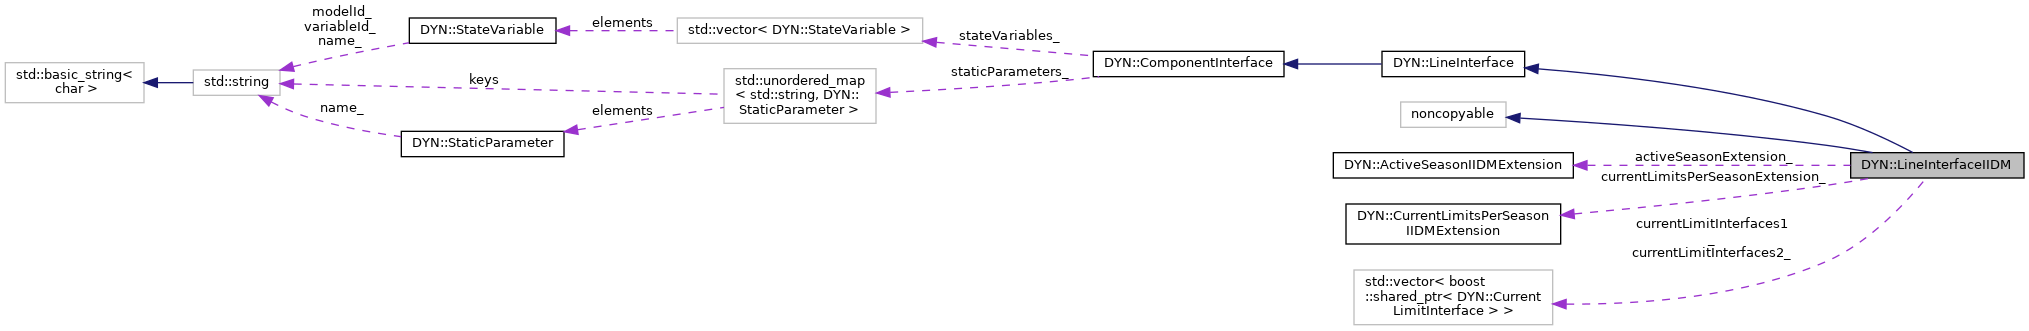 modelId_
variableId_
name_
DYN::StateVariable
elements
std::vector< DYN::StateVariable >
stateVariables_
std::basic_string<
char >
std::string
keys
std::unordered_map
< std::string, DYN::
StaticParameter >
staticParameters_
DYN::ComponentInterface
DYN::LineInterface
name_
elements
DYN::StaticParameter
noncopyable
DYN::ActiveSeasonIIDMExtension
activeSeasonExtension_
DYN::LineInterfaceIIDM
currentLimitsPerSeasonExtension_
DYN::CurrentLimitsPerSeason
IIDMExtension
currentLimitInterfaces1
_
currentLimitInterfaces2_
std::vector< boost
::shared_ptr< DYN::Current
LimitInterface > >